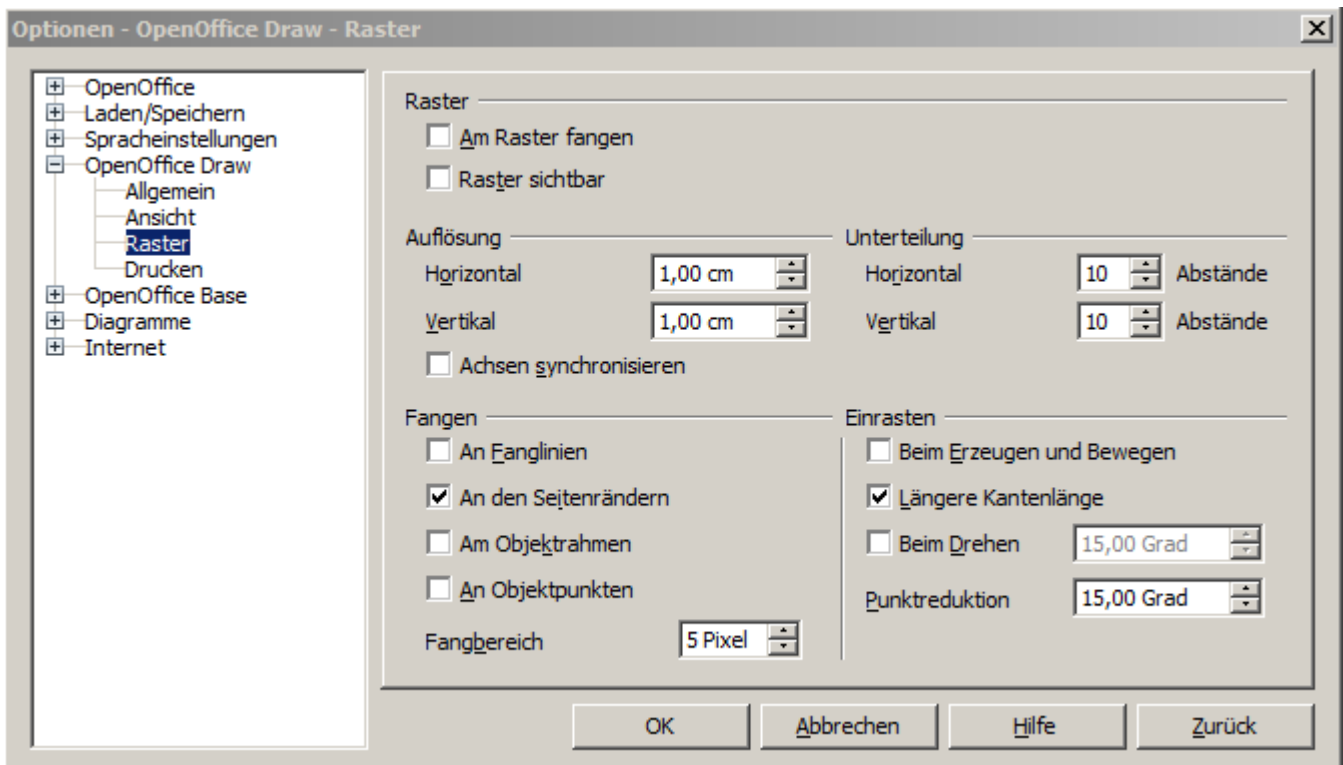 Optionen - OpenOffice Draw - Raster
OpenOffice
Laden/Speichern
Spracheinstellungen
OpenOffice Draw
Allgemein
Ansicht
Raster
Drucken
OpenOffice Base
Diagramme
Internet
Raster
Am Raster fangen
Raster sichtbar
Auflösung
Horizontal 1,00 cm
Vertikal 1,00 cm
Achsen synchronisieren
Unterteilung
Horizontal 10 Abstände
Vertikal 10 Abstände
Fangen
An Fanglinien
An den Seitenrändern
Am Objektrahmen
An Objektpunkten
Fangbereich 5 Pixel
Einrasten
Beim Erzeugen und Bewegen
Längere Kantenlänge
Beim Drehen 15,00 Grad
Punktreduktion 15,00 Grad
OK Abbrechen Hilfe Zurück